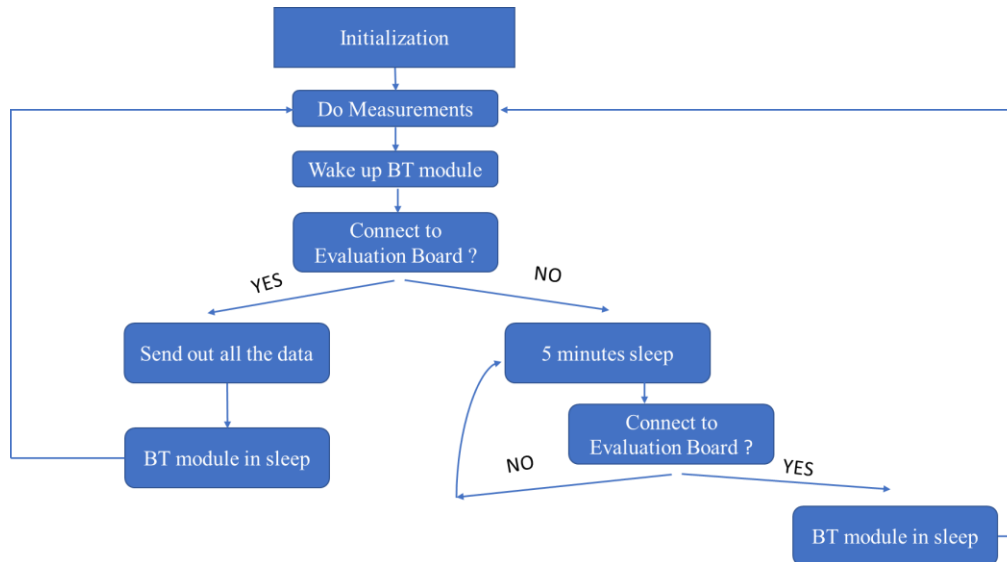 Initialization
Do Measurements
Wake up BT module
Connect to
Evaluation Board ?
YES
NO
Send out all the data
5 minutes sleep
Connect to
Evaluation Board ?
BT module in sleep
NO
YES
BT module in sleep